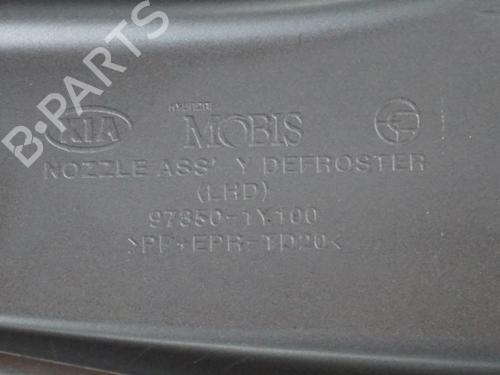 B-PARTS
KIA
HYUNDAI
MOBIS
NOZZLE ASS' Y DEFROSTER
(LHD)
97350-1Y100
>PP+EPR-TD20<